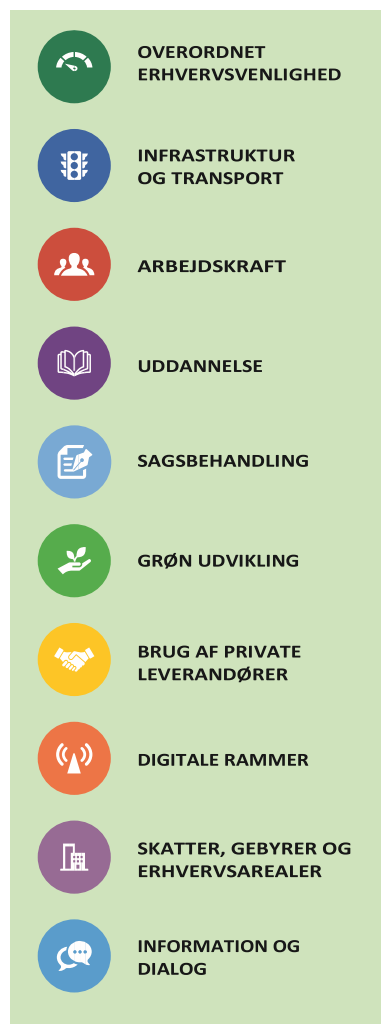 OVERORDNET
ERHVERVSVENLIGHED
INFRASTRUKTUR
OG TRANSPORT
ARBEJDSKRAFT
UDDANNELSE
SAGSBEHANDLING
GRØN UDVIKLING
BRUG AF PRIVATE
LEVERANDØRER
DIGITALE RAMMER
SKATTER, GEBYRER OG
ERHVERVSAREALER
INFORMATION OG
DIALOG